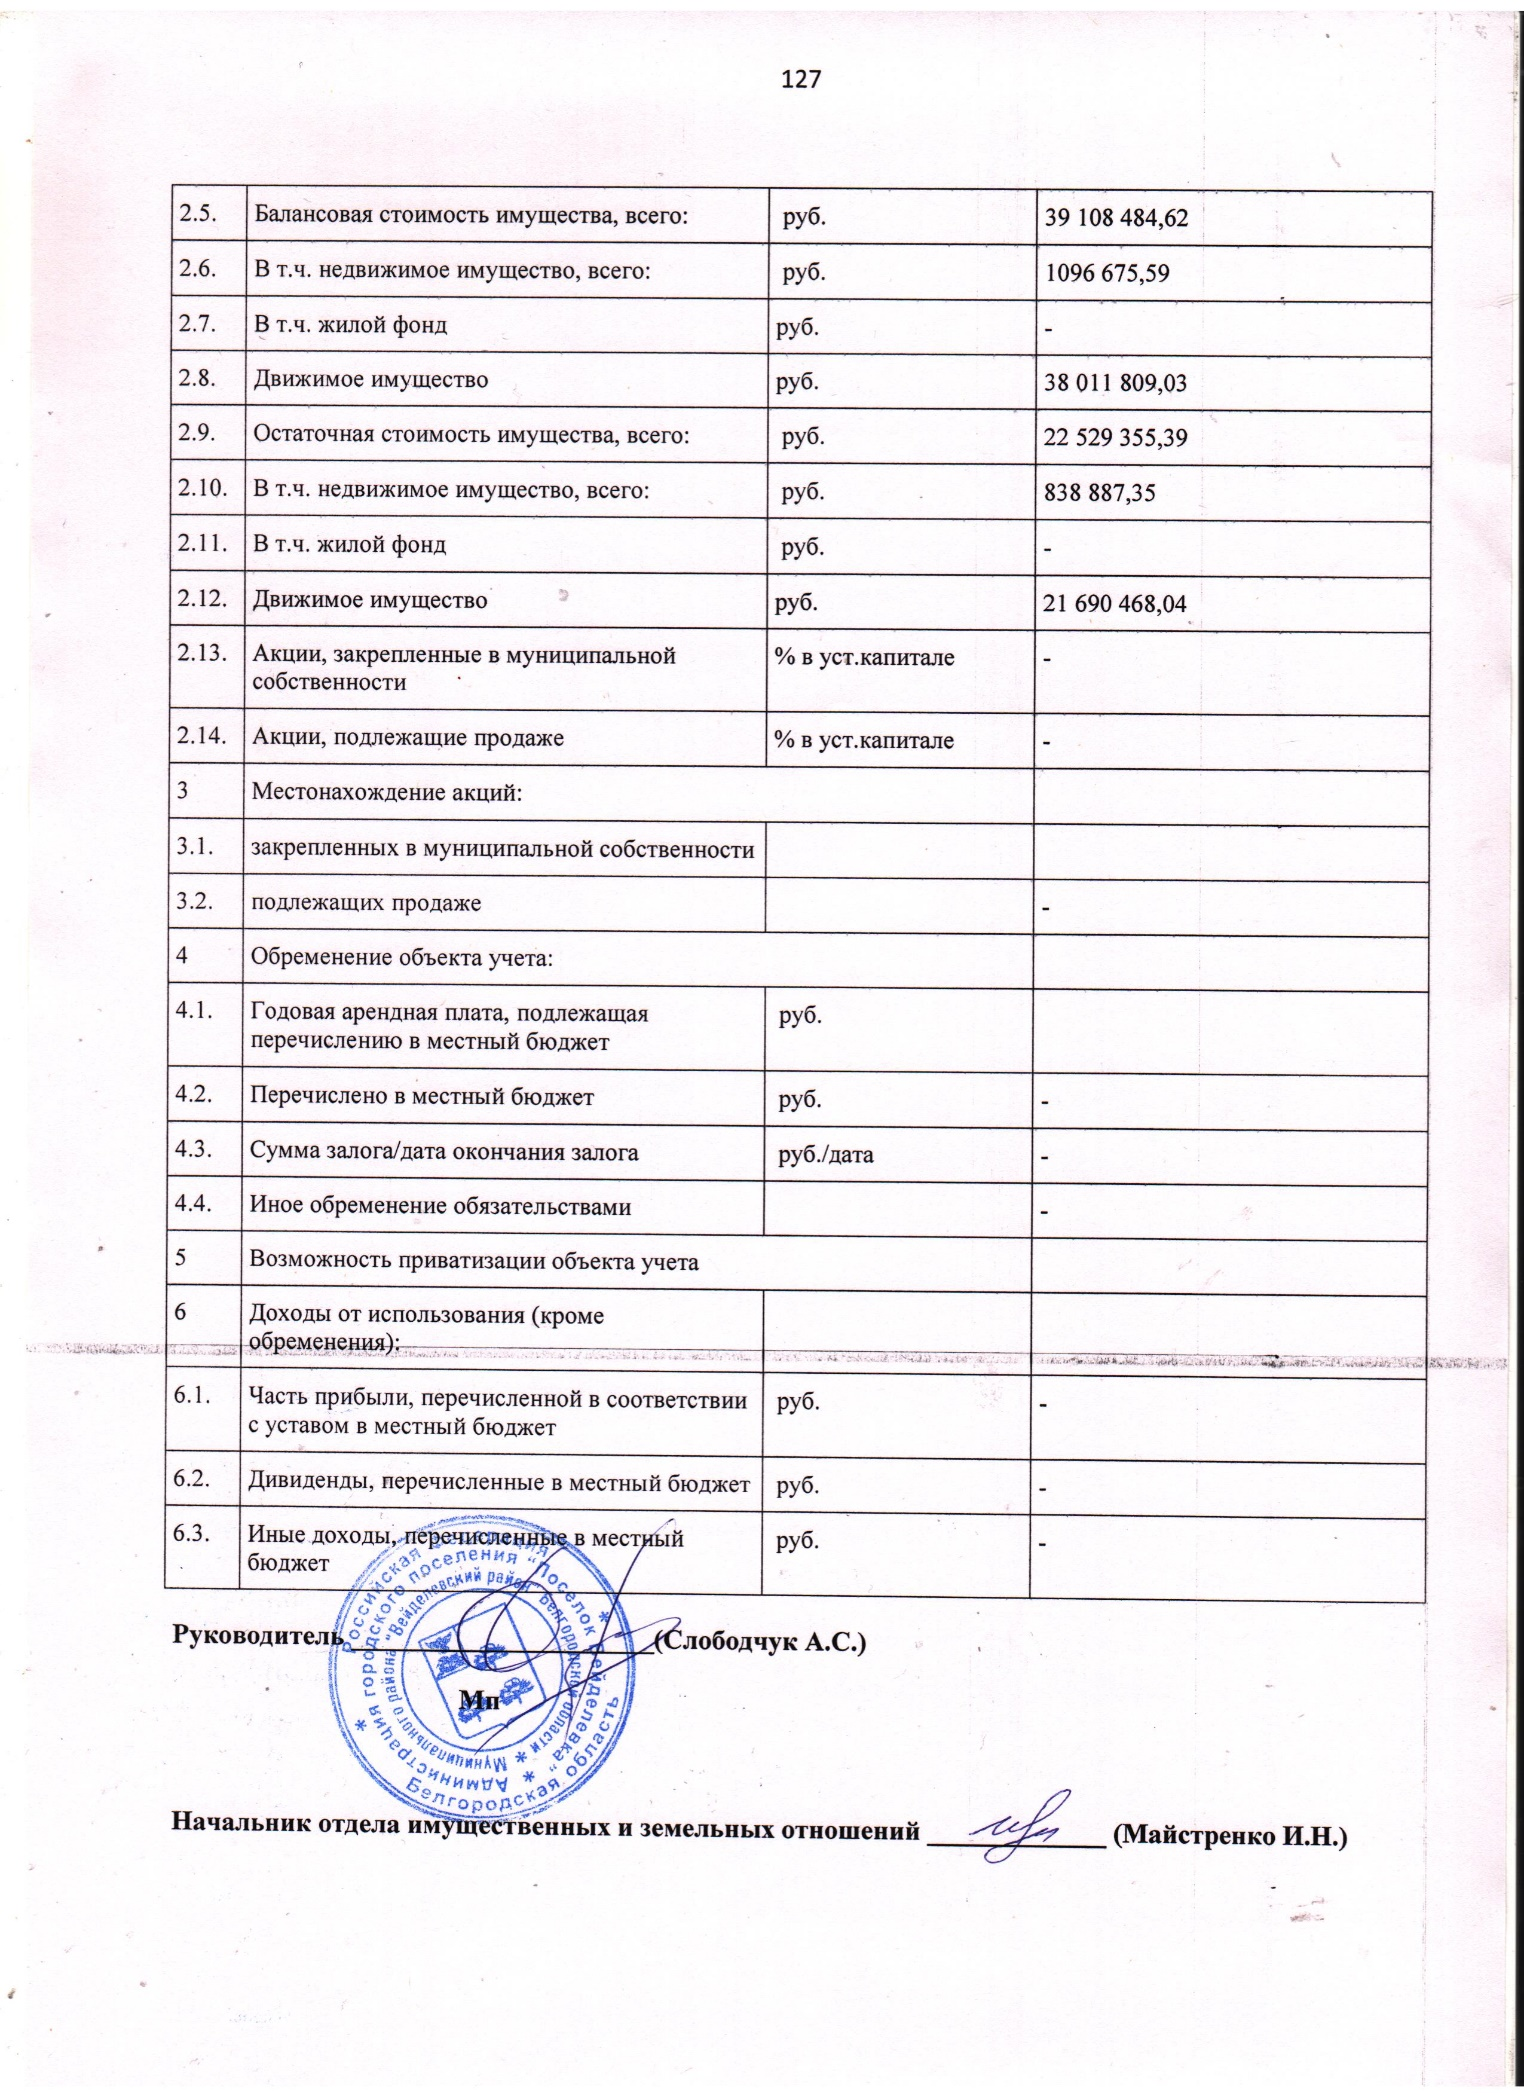 127
2.5. Балансовая стоимость имущества, всего: руб. 39 108 484,62
2.6. В т.ч. недвижимое имущество, всего: руб. 1096 675,59
2.7. В т.ч. жилой фонд руб. -
2.8. Движимое имущество руб. 38 011 809,03
2.9. Остаточная стоимость имущества, всего: руб. 22 529 355,39
2.10. В т.ч. недвижимое имущество, всего: руб. 838 887,35
2.11. В т.ч. жилой фонд руб. -
2.12. Движимое имущество руб. 21 690 468,04
2.13. Акции, закрепленные в муниципальной % в уст.капитале -
собственности
2.14. Акции, подлежащие продаже % в уст.капитале -
3 Местонахождение акций:
3.1. закрепленных в муниципальной собственности
3.2. подлежащих продаже -
4 Обременение объекта учета:
4.1. Годовая арендная плата, подлежащая руб.
перечислению в местный бюджет
4.2. Перечислено в местный бюджет руб. -
4.3. Сумма залога/дата окончания залога руб./дата -
4.4. Иное обременение обязательствами -
5 Возможность приватизации объекта учета
6 Доходы от использования (кроме
обременения):
6.1. Часть прибыли, перечисленной в соответствии руб. -
с уставом в местный бюджет
6.2. Дивиденды, перечисленные в местный бюджет руб. -
6.3. Иные доходы, перечисленные в местный руб. -
бюджет
Руководитель (Слободчук А.С.)
Мп
Российская Федерация * Белгородская область *
Администрация городского поселения "Поселок Вейделевка" *
Муниципального района "Вейделевский район" Белгородской области *
Начальник отдела имущественных и земельных отношений (Майстренко И.Н.)